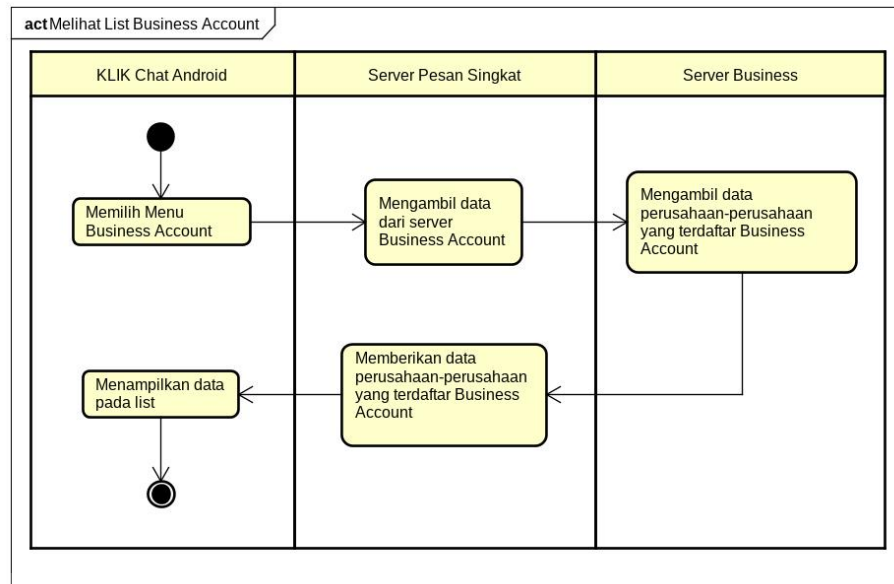 act Melihat List Business Account
KLIK Chat Android
Server Pesan Singkat
Server Business
Memilih Menu
Business Account
Mengambil data
dari server
Business Account
Mengambil data
perusahaan-perusahaan
yang terdaftar Business
Account
Memberikan data
perusahaan-perusahaan
yang terdaftar Business
Account
Menampilkan data
pada list